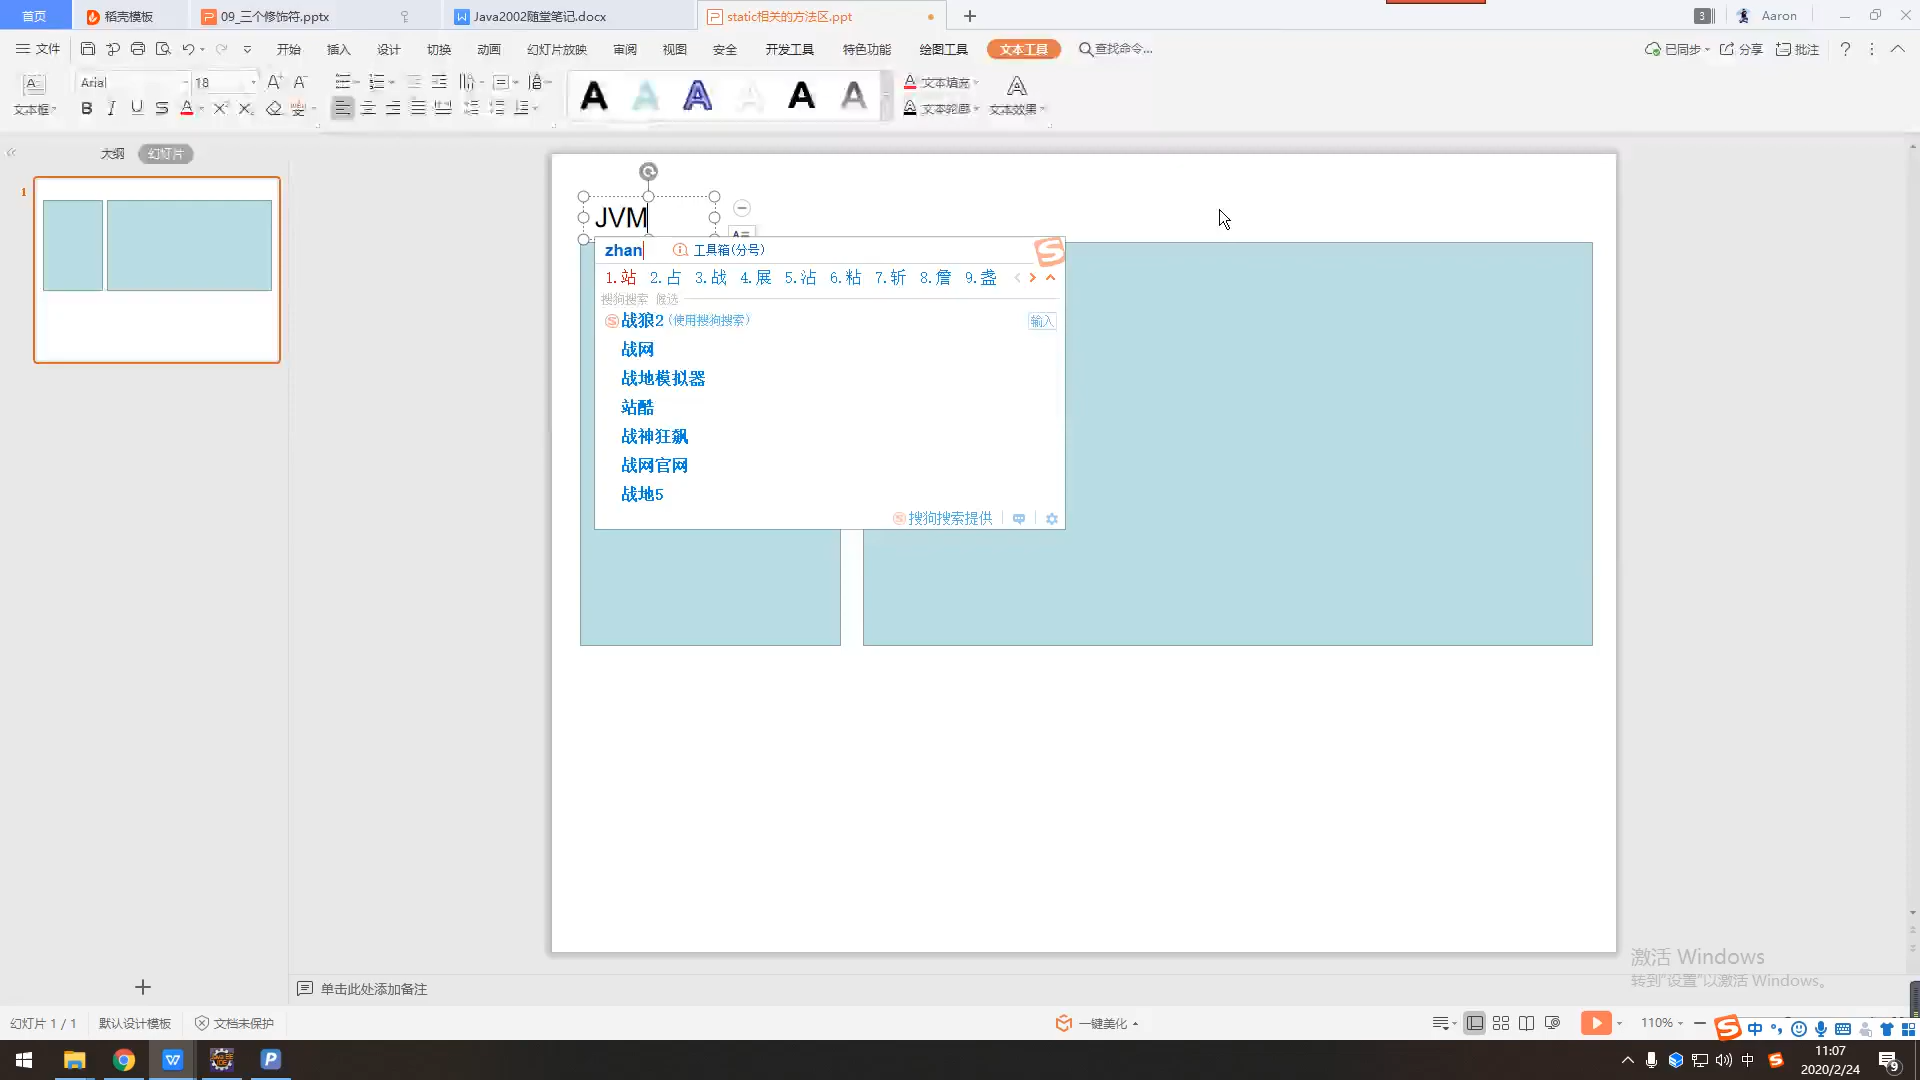 首页
稻壳模板
09_三个修饰符.pptx
Java2002随堂笔记.docx
static相关的方法区.ppt
3
Aaron
文件
开始
插入
设计
切换
动画
幻灯片放映
审阅
视图
安全
开发工具
特色功能
绘图工具
文本工具
查找命令...
已同步
分享
批注
文本框
Arial
18
文本填充
文本轮廓
文本效果
大纲
幻灯片
1
JVM
zhan
工具箱(分号)
1.站 2.占 3.战 4.展 5.沾 6.粘 7.斩 8.詹 9.盏
搜狗搜索 候选
战狼2 (使用搜狗搜索)
输入
战网
战地模拟器
站酷
战神狂飙
战网官网
战地5
搜狗搜索提供
激活 Windows
转到"设置"以激活 Windows。
单击此处添加备注
幻灯片 1 / 1
默认设计模板
文档未保护
一键美化
110%
中
中
11:07
2020/2/24
9